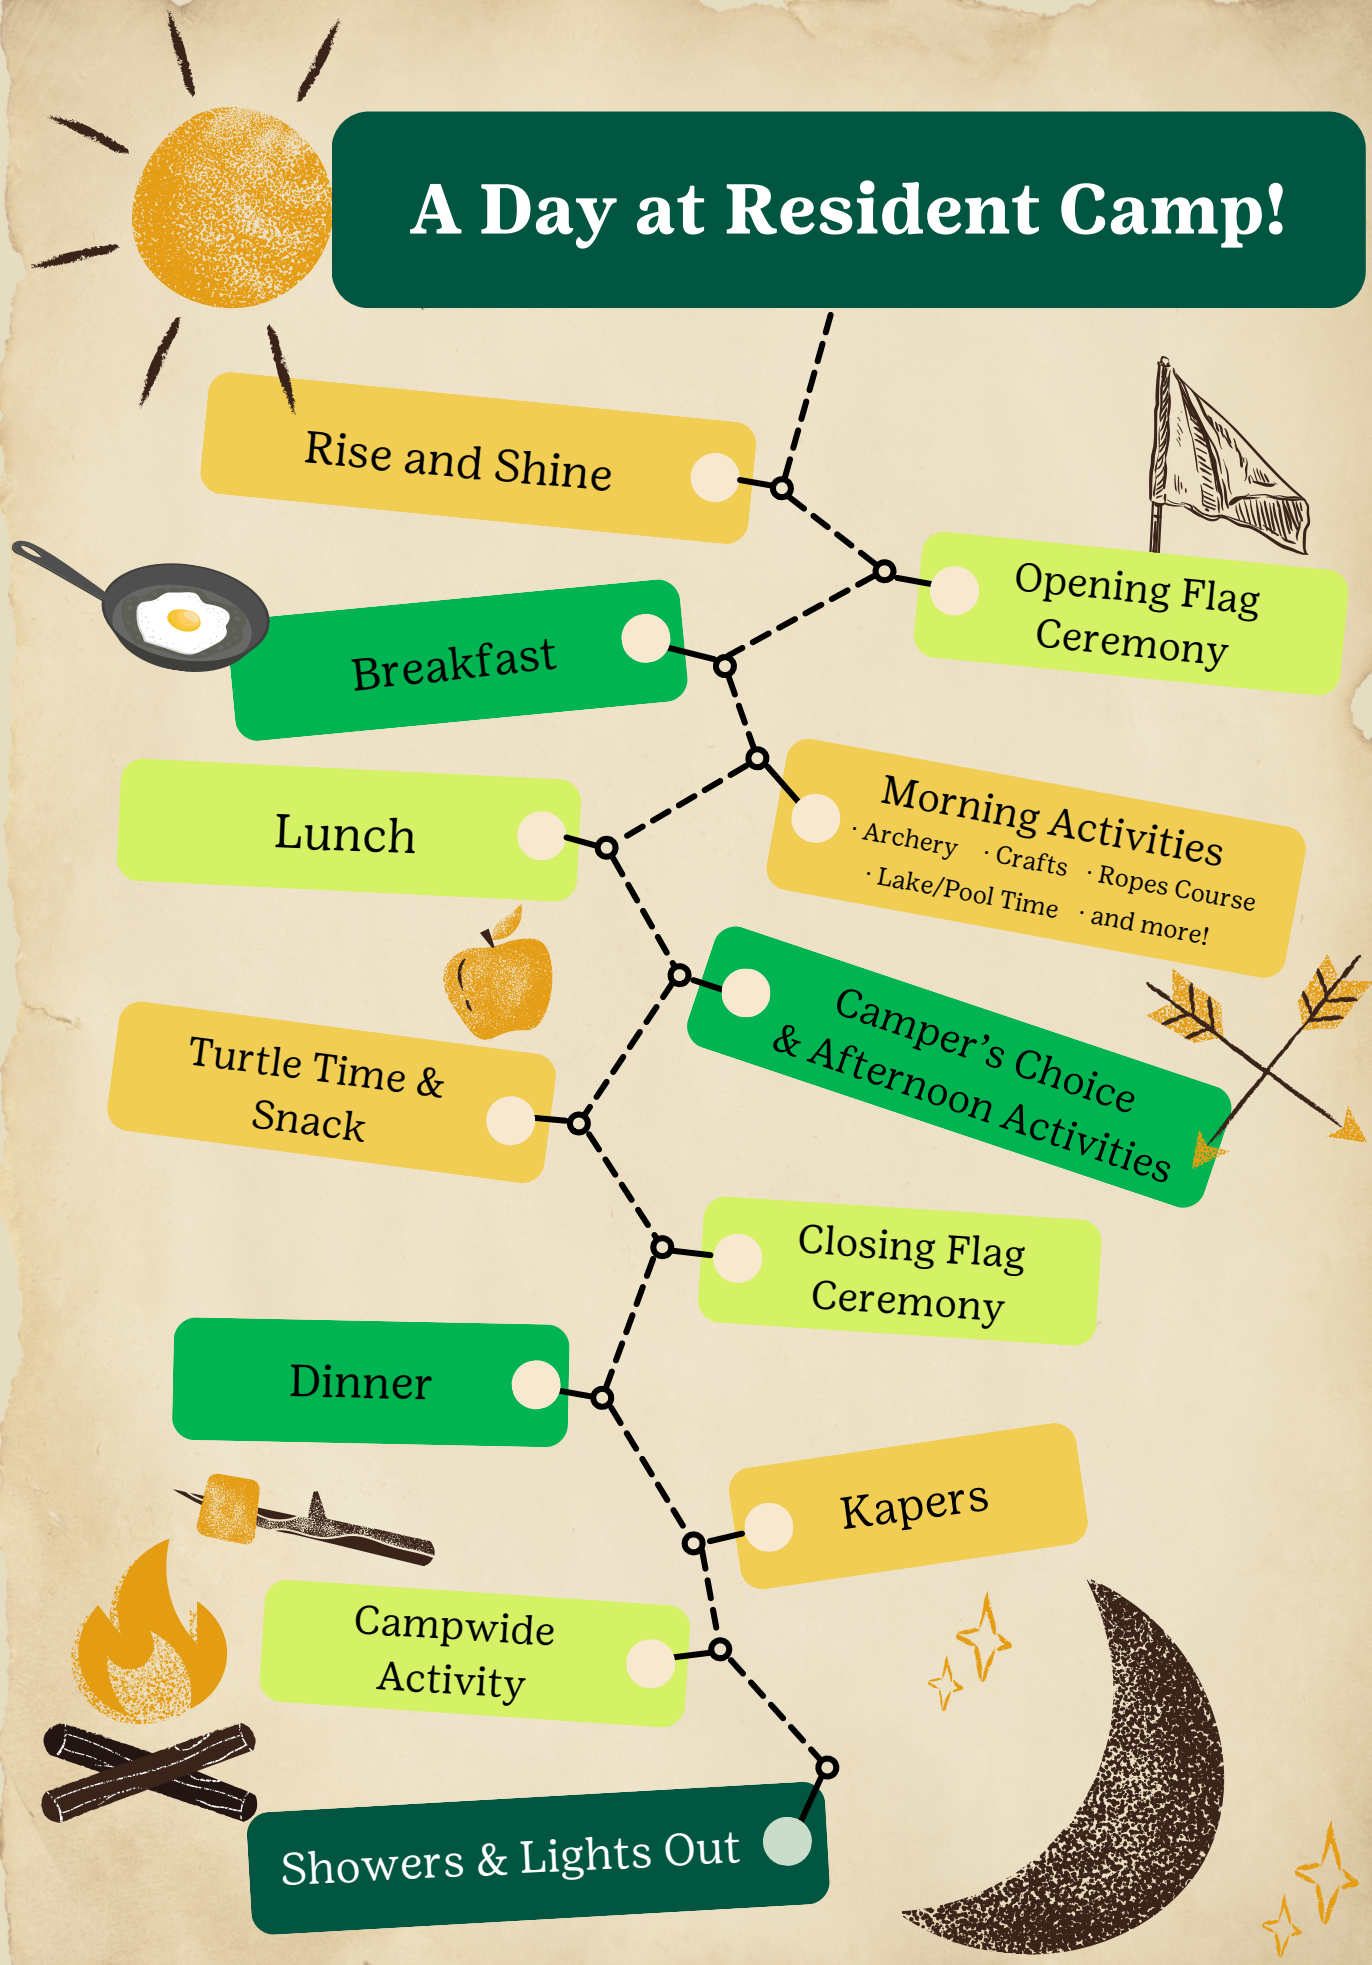 A Day at Resident Camp!
Rise and Shine
Opening Flag
Ceremony
Breakfast
Morning Activities
· Archery · Crafts · Ropes Course
· Lake/Pool Time · and more!
Lunch
Camper’s Choice
& Afternoon Activities
Turtle Time &
Snack
Closing Flag
Ceremony
Dinner
Kapers
Campwide
Activity
Showers & Lights Out